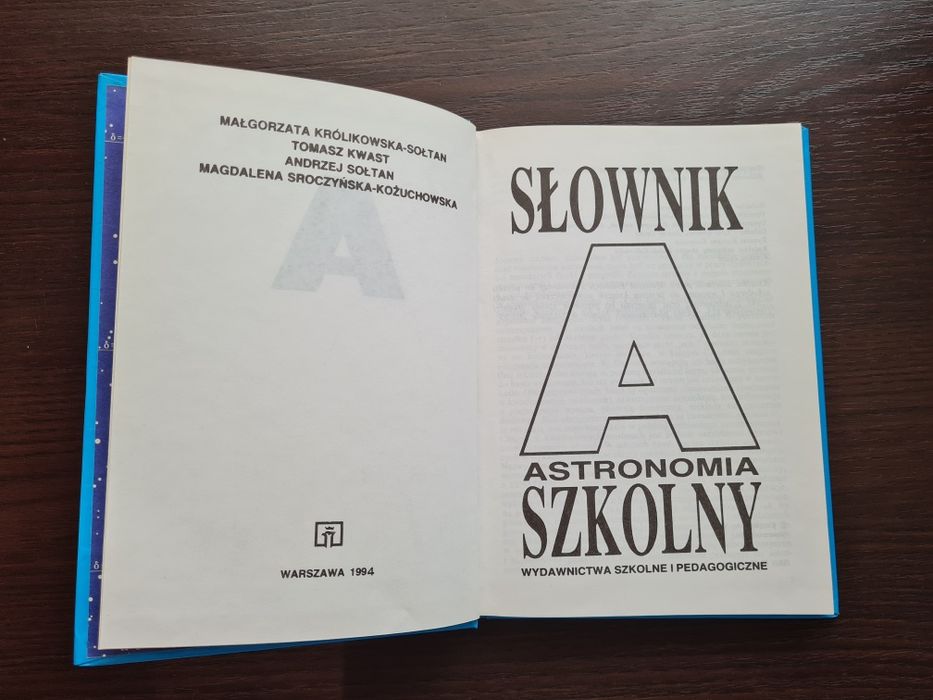 MAŁGORZATA KRÓLIKOWSKA-SOŁTAN
TOMASZ KWAST
ANDRZEJ SOŁTAN
MAGDALENA SROCZYŃSKA-KOŻUCHOWSKA
WARSZAWA 1994
SŁOWNIK
A
ASTRONOMIA
SZKOLNY
WYDAWNICTWA SZKOLNE I PEDAGOGICZNE